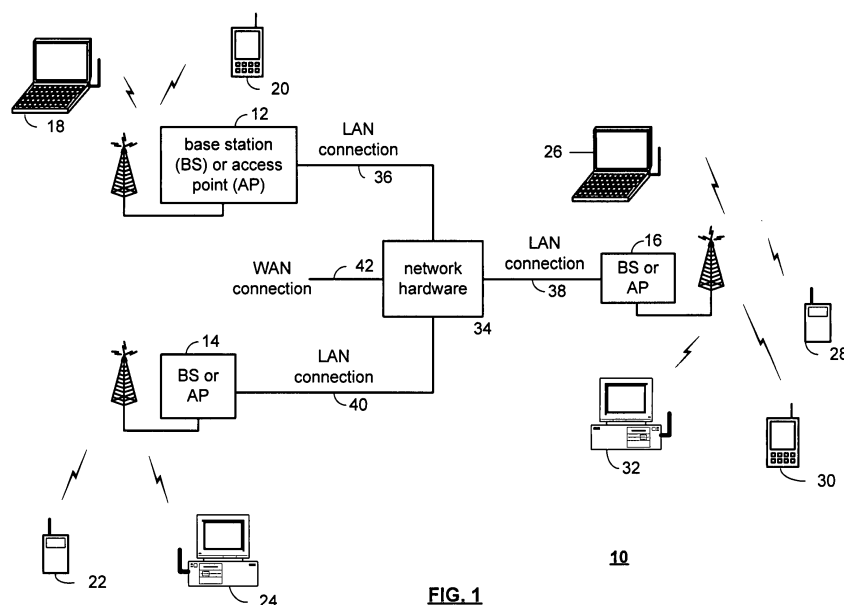 20
18
12
base station
(BS) or access
point (AP)
LAN
connection
36
26
WAN
connection
42
network
hardware
34
LAN
connection
38
16
BS or
AP
28
14
BS or
AP
LAN
connection
40
32
30
22
24
10
FIG. 1